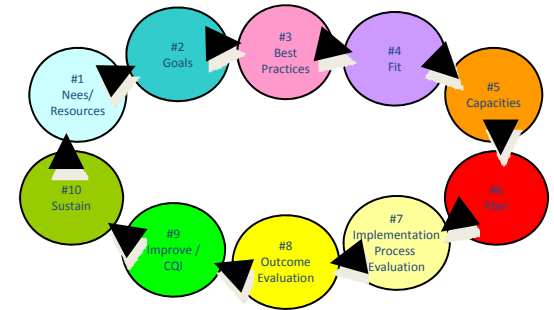 #1
Nees/
Resources
#2
Goals
#3
Best
Practices
#4
Fit
#5
Capacities
#6
Plan
#7
Implementation
Process
Evaluation
#8
Outcome
Evaluation
#9
Improve /
CQI
#10
Sustain